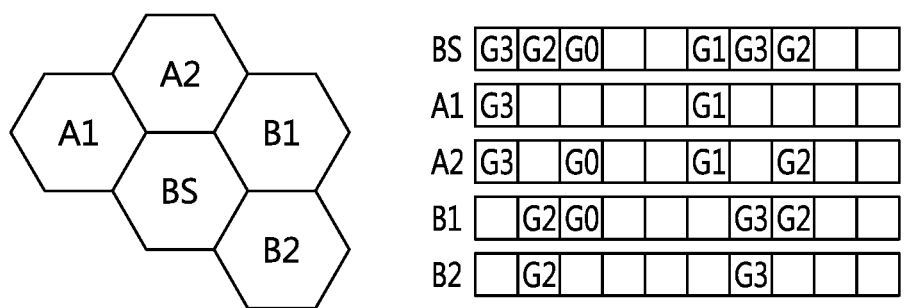 A2
A1
B1
BS
B2
BS G3 G2 G0 G1 G3 G2
A1 G3 G1
A2 G3 G0 G1 G2
B1 G2 G0 G3 G2
B2 G2 G3